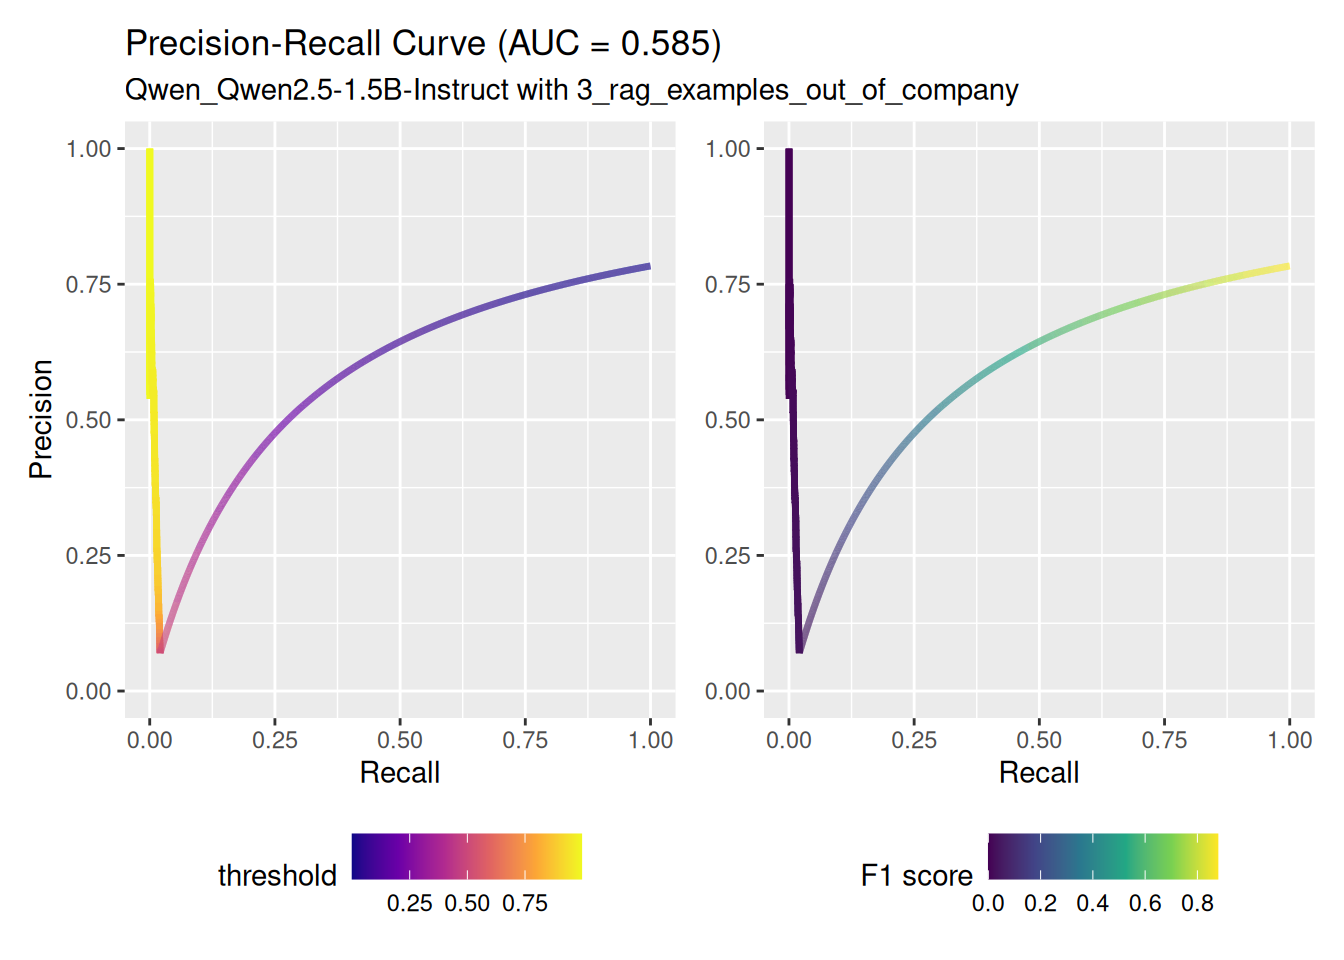 Precision-Recall Curve (AUC = 0.585)
Qwen_Qwen2.5-1.5B-Instruct with 3_rag_examples_out_of_company
Precision
1.00
0.75
0.50
0.25
0.00
0.00 0.25 0.50 0.75 1.00
Recall
1.00
0.75
0.50
0.25
0.00
0.00 0.25 0.50 0.75 1.00
Recall
threshold
0.25 0.50 0.75
F1 score
0.0 0.2 0.4 0.6 0.8